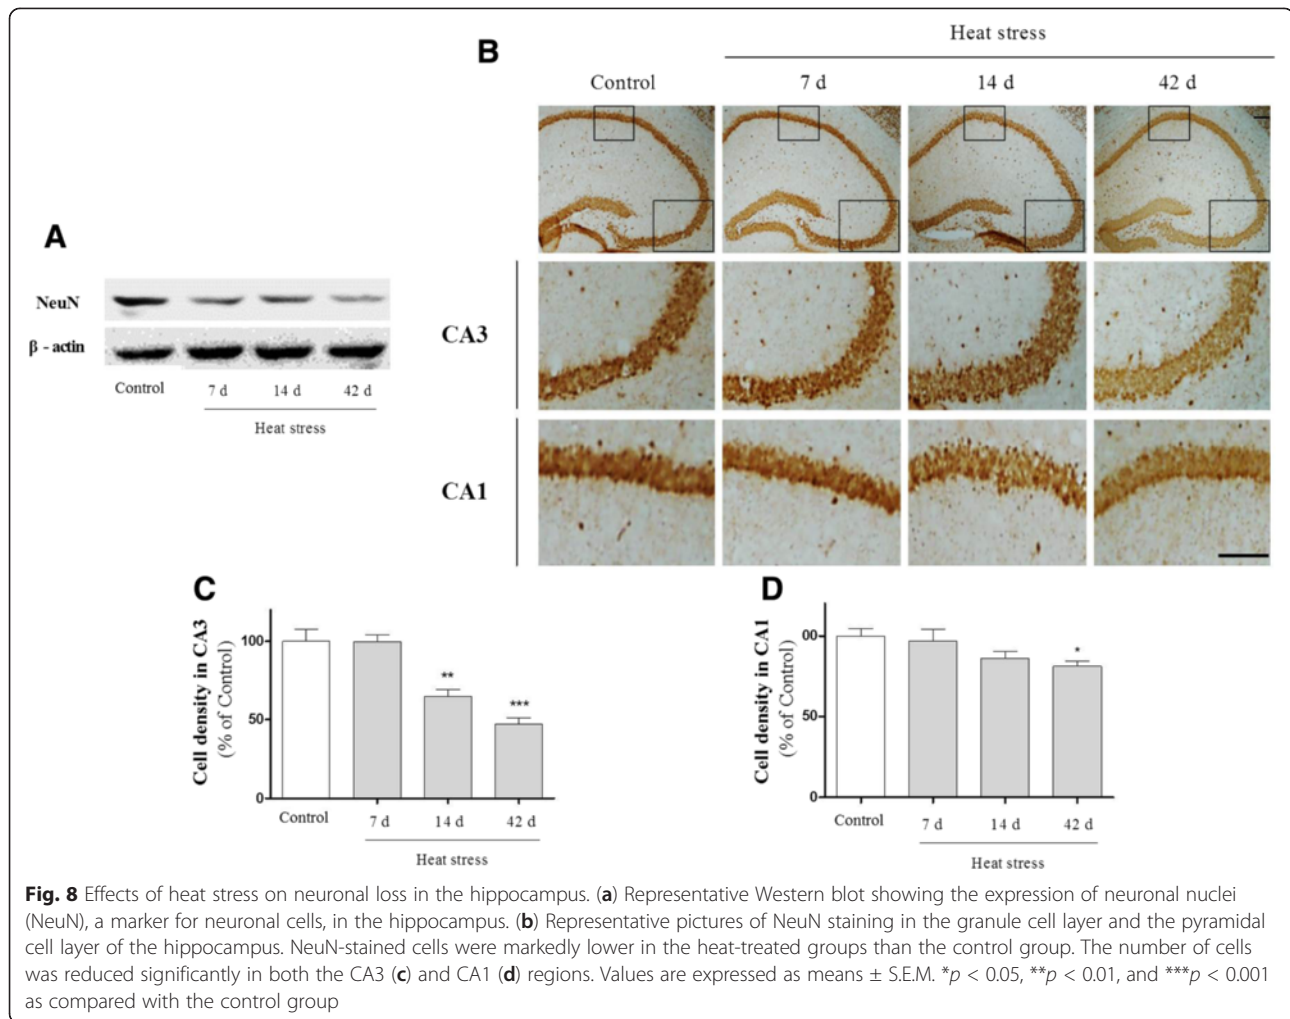 B
Heat stress
Control
7 d
14 d
42 d
A
NeuN
β - actin
Control
7 d
14 d
42 d
Heat stress
CA3
CA1
C
Cell density in CA3
(% of Control)
100
50
0
**
***
Control
7 d
14 d
42 d
Heat stress
D
Cell density in CA1
(% of Control)
00
50
0
*
Control
7 d
14 d
42 d
Heat stress
Fig. 8 Effects of heat stress on neuronal loss in the hippocampus. (a) Representative Western blot showing the expression of neuronal nuclei
(NeuN), a marker for neuronal cells, in the hippocampus. (b) Representative pictures of NeuN staining in the granule cell layer and the pyramidal
cell layer of the hippocampus. NeuN-stained cells were markedly lower in the heat-treated groups than the control group. The number of cells
was reduced significantly in both the CA3 (c) and CA1 (d) regions. Values are expressed as means ± S.E.M. *p < 0.05, **p < 0.01, and ***p < 0.001
as compared with the control group